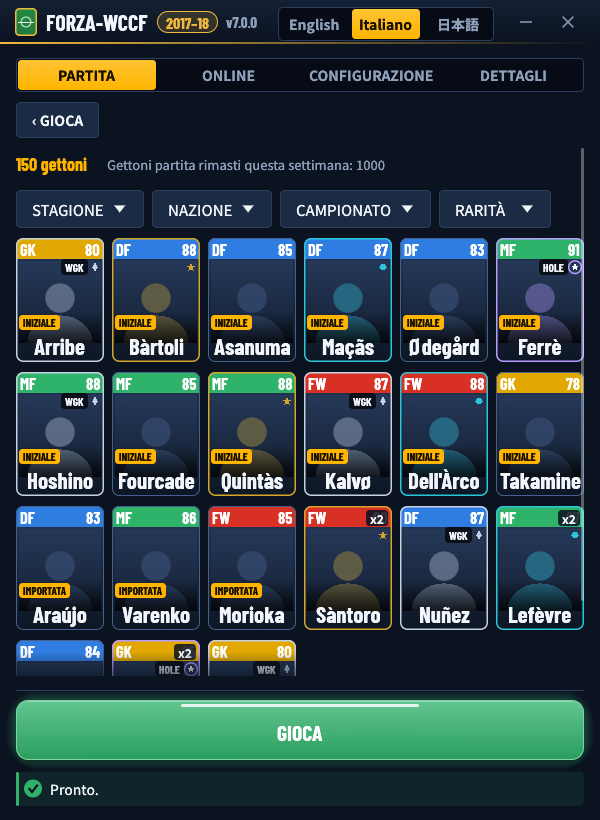 FORZA-WCCF 2017-18 v7.0.0 English Italiano 日本語
PARTITA ONLINE CONFIGURAZIONE DETTAGLI
‹ GIOCA
150 gettoni Gettoni partita rimasti questa settimana: 1000
STAGIONE NAZIONE CAMPIONATO RARITÀ
GK 80 DF 88 DF 85 DF 87 DF 83 MF 91
WGK HOLE
INIZIALE INIZIALE INIZIALE INIZIALE INIZIALE INIZIALE
Arribe Bàrtoli Asanuma Maçãs Ødegård Ferrè
MF 88 MF 85 MF 88 FW 87 FW 88 GK 78
WGK WGK
INIZIALE INIZIALE INIZIALE INIZIALE INIZIALE INIZIALE
Hoshino Fourcade Quintàs Kalvø Dell'Àrco Takamine
DF 83 MF 86 FW 85 FW x2 DF 87 MF x2
WGK
IMPORTATA IMPORTATA IMPORTATA
Araújo Varenko Morioka Sàntoro Nuñez Lefèvre
DF 84 GK x2 GK 80
HOLE WGK
GIOCA
Pronto.